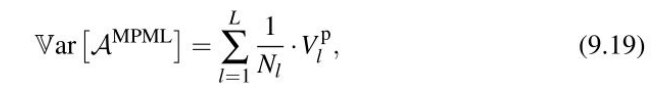 𝕍ar[𝒜^MPML] = ∑_{l=1}^{L} 1/N_l · V_l^p, (9.19)